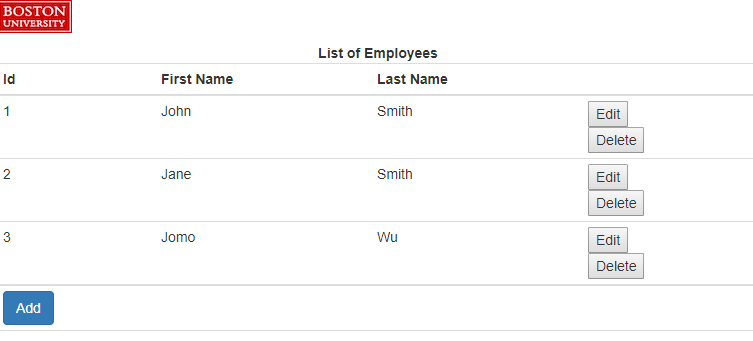 BOSTON
UNIVERSITY
List of Employees
Id First Name Last Name
1 John Smith Edit
Delete
2 Jane Smith Edit
Delete
3 Jomo Wu Edit
Delete
Add